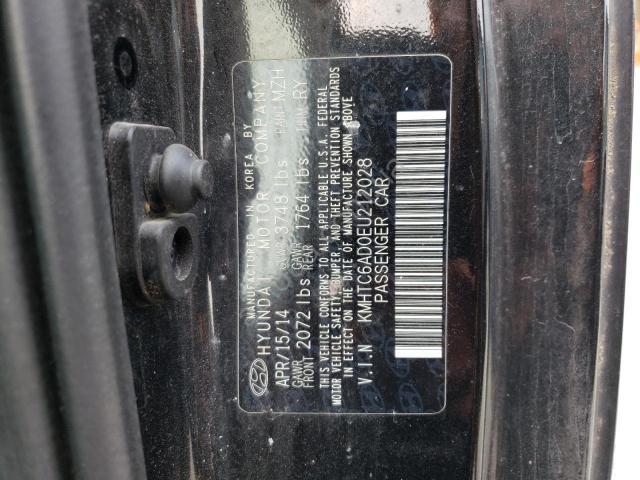 MANUFACTURED IN KOREA BY
HYUNDAI MOTOR COMPANY
APR/15/14 GVWR 3748 lbs PAINT MZH
GAWR FRONT 2072 lbs GAWR REAR 1764 lbs TRIM RY
THIS VEHICLE CONFORMS TO ALL APPLICABLE U.S.A. FEDERAL
MOTOR VEHICLE SAFETY, BUMPER, AND THEFT PREVENTION STANDARDS
IN EFFECT ON THE DATE OF MANUFACTURE SHOWN ABOVE
V.I.N KMHTC6AD0EU212028
PASSENGER CAR